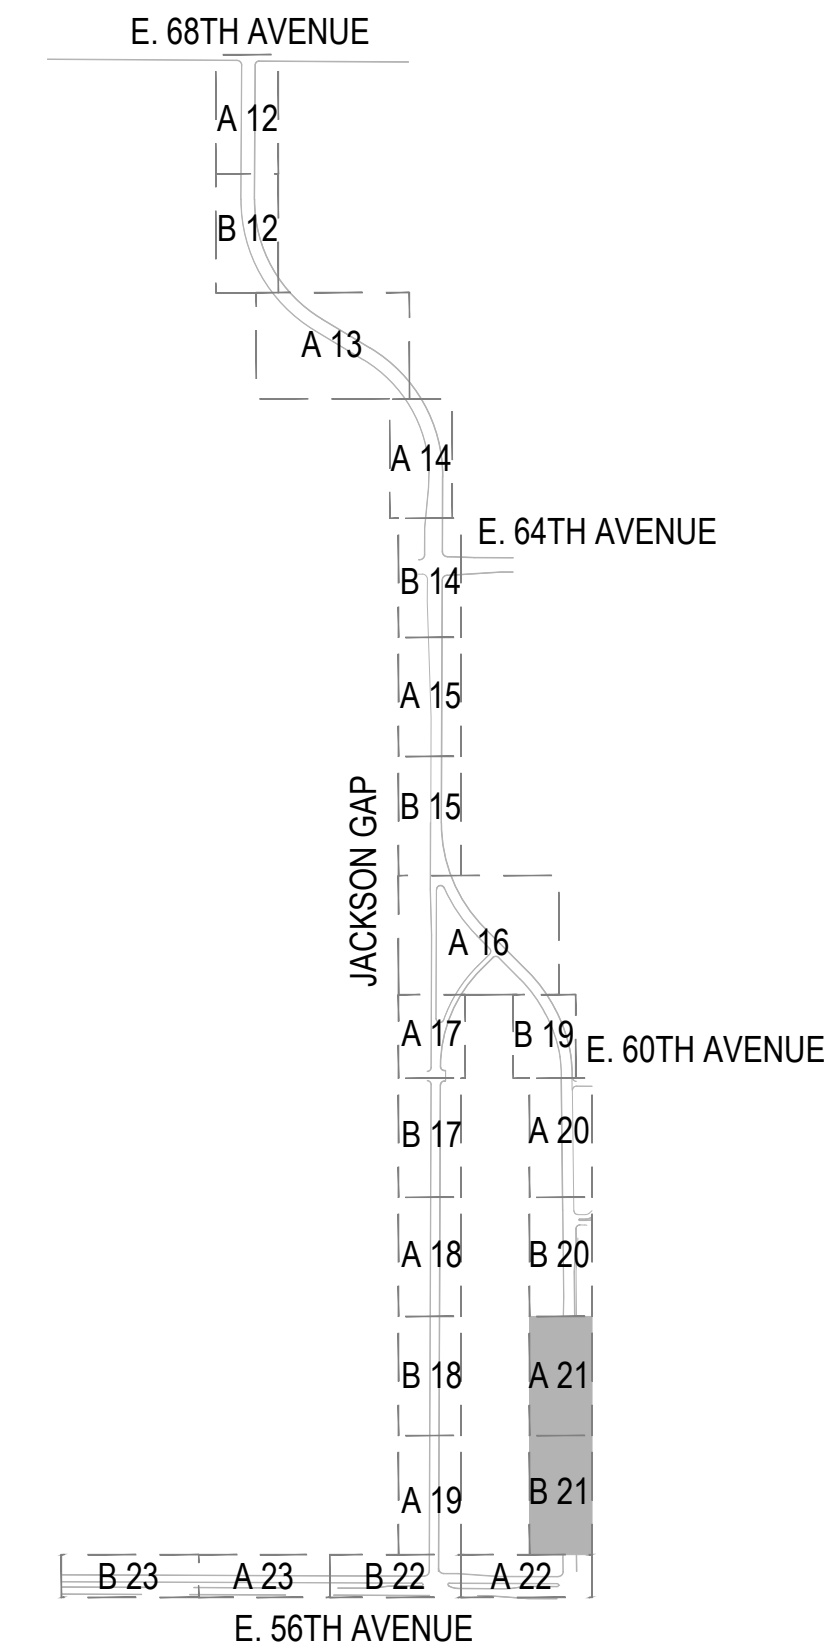 E. 68TH AVENUE
A 12
B 12
A 13
A 14
E. 64TH AVENUE
B 14
A 15
JACKSON GAP
B 15
A 16
A 17
B 19
E. 60TH AVENUE
B 17
A 20
A 18
B 20
B 18
A 21
A 19
B 21
B 23
A 23
B 22
A 22
E. 56TH AVENUE